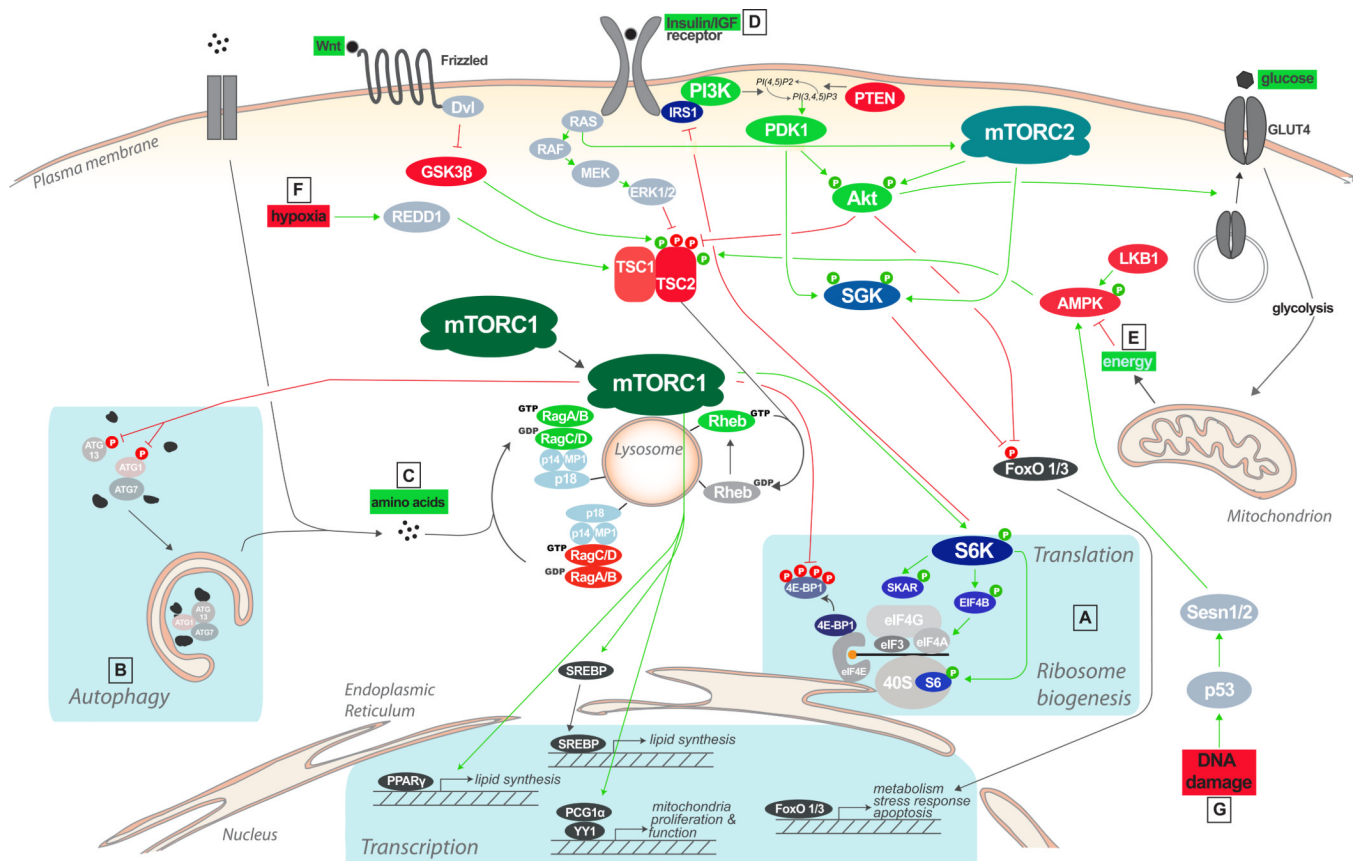 Insulin/IGF
receptor
D
Wnt
Frizzled
PI3K
PI(4,5)P2
PI(3,4,5)P3
PTEN
glucose
Dvl
RAS
IRS1
PDK1
mTORC2
GLUT4
Plasma membrane
RAF
GSK3β
MEK
ERK1/2
P
P
Akt
F
hypoxia
REDD1
P
P
P
P
TSC1
TSC2
LKB1
P
AMPK
P
P
SGK
glycolysis
E
energy
mTORC1
mTORC1
GTP
RagA/B
GDP
RagC/D
p14
MP1
p18
Lysosome
Rheb
GTP
Rheb
GDP
P
ATG
13
P
ATG1
ATG7
C
amino acids
P
FoxO 1/3
Mitochondrion
p18
p14
MP1
GTP
RagC/D
GDP
RagA/B
P
S6K
Translation
P
P
P
P
4E-BP1
P
SKAR
P
EIF4B
A
4E-BP1
eIF4G
eIF3
eIF4A
eIF4E
40S
S6
P
Ribosome
biogenesis
Sesn1/2
p53
DNA
damage
G
ATG
13
ATG1
ATG7
B
Autophagy
Endoplasmic
Reticulum
SREBP
SREBP
lipid synthesis
PPARγ
lipid synthesis
PCG1α
YY1
mitochondria
proliferation &
function
FoxO 1/3
metabolism
stress response
apoptosis
Nucleus
Transcription